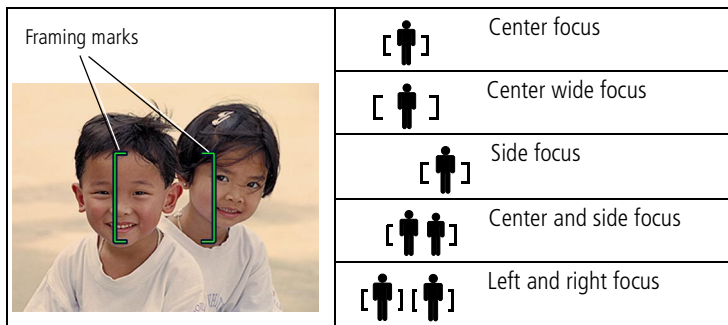 Framing marks
Center focus
Center wide focus
Side focus
Center and side focus
Left and right focus